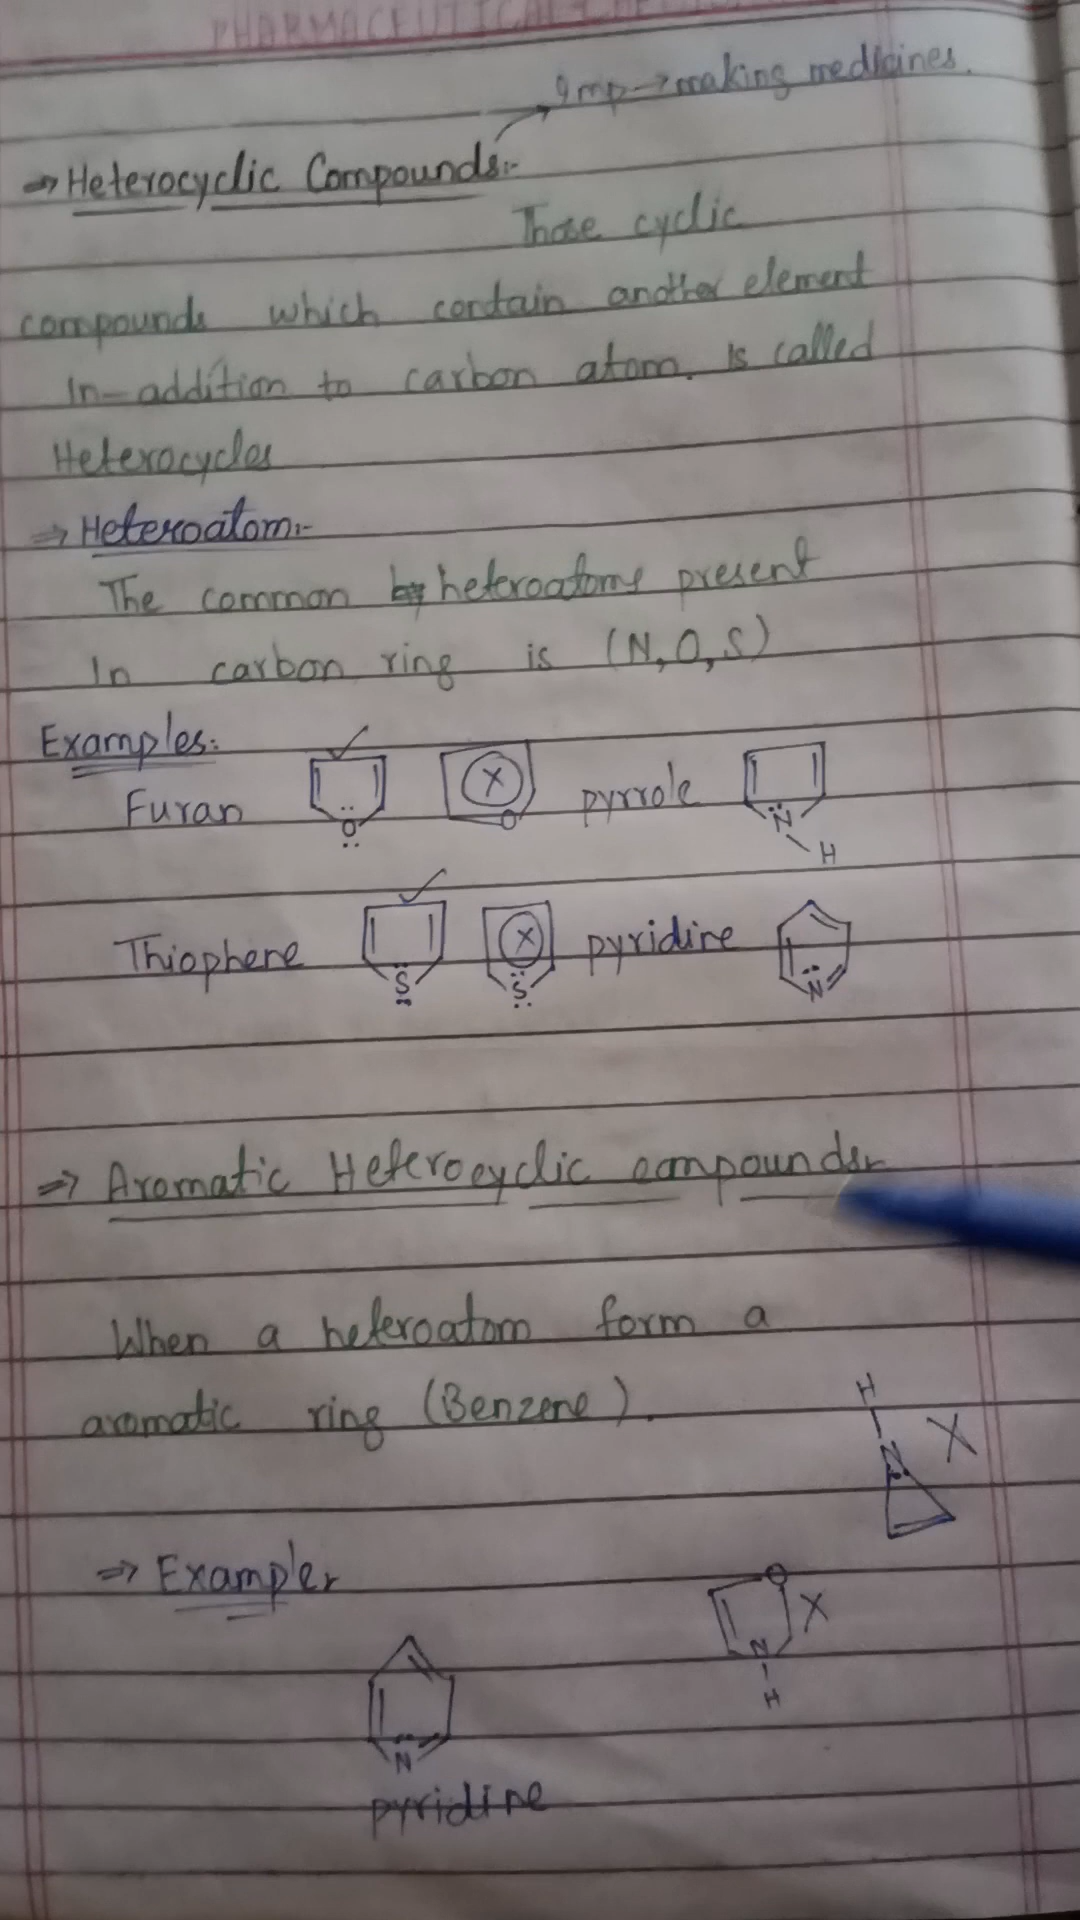 PHARMACEUTICAL
Imp → making medicines.
⇒ Heterocyclic Compounds:-
Those cyclic
compounds which contain another element
In-addition to carbon atom. is called
Heterocycles
⇒ Heteroatom:-
The common heteroatoms present
In carbon ring is (N,O,S)
Examples:
Furan O X O pyrrole N H
Thiophene S X S pyridine N
⇒ Aromatic Heterocyclic compounds:-
When a heteroatom form a
aromatic ring (Benzene).
H
N X
⇒ Example:-
O X
N
H
N
pyridine